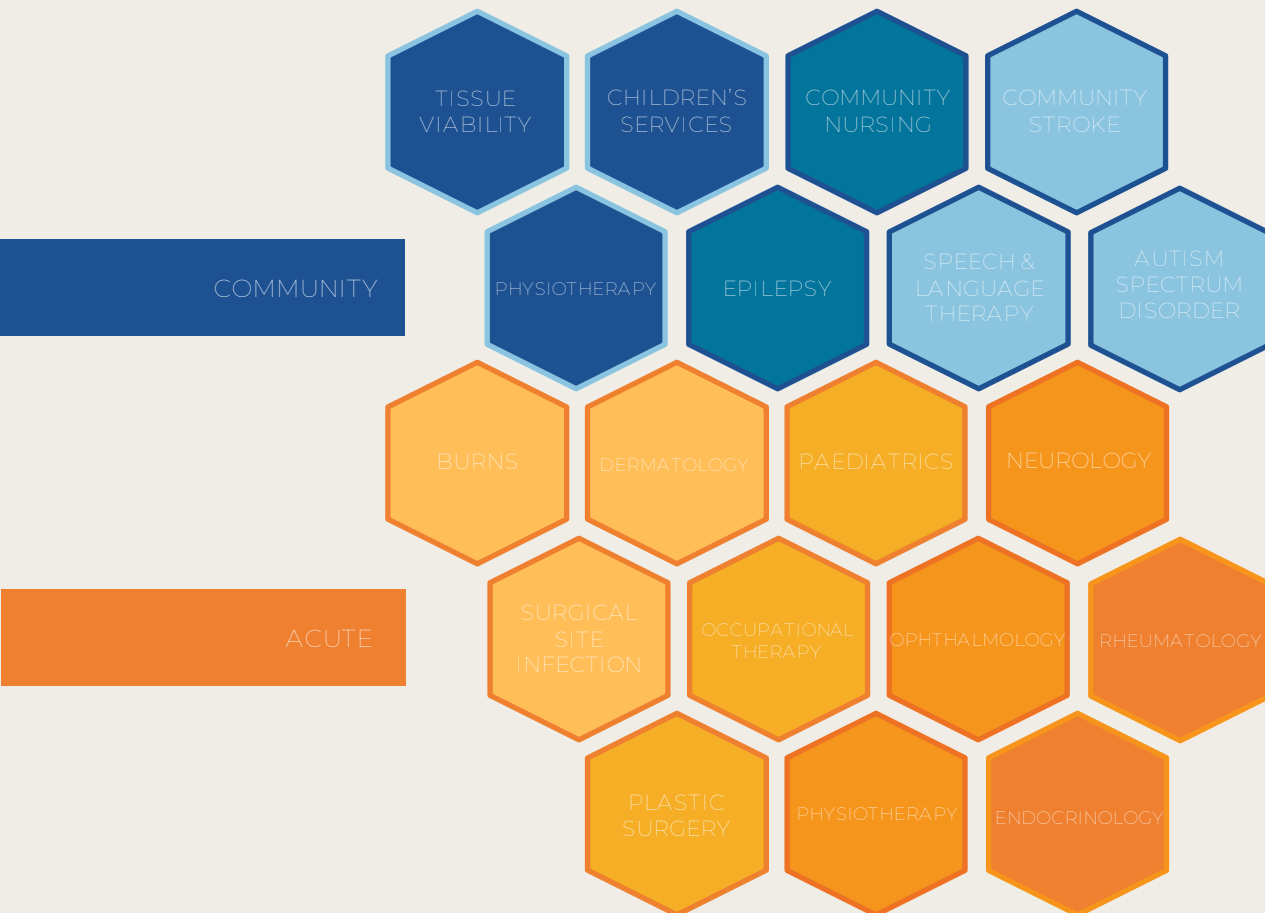 TISSUE
VIABILITY
CHILDREN’S
SERVICES
COMMUNITY
NURSING
COMMUNITY
STROKE
COMMUNITY
PHYSIOTHERAPY
EPILEPSY
SPEECH &
LANGUAGE
THERAPY
AUTISM
SPECTRUM
DISORDER
BURNS
DERMATOLOGY
PAEDIATRICS
NEUROLOGY
ACUTE
SURGICAL
SITE
INFECTION
OCCUPATIONAL
THERAPY
OPHTHALMOLOGY
RHEUMATOLOGY
PLASTIC
SURGERY
PHYSIOTHERAPY
ENDOCRINOLOGY